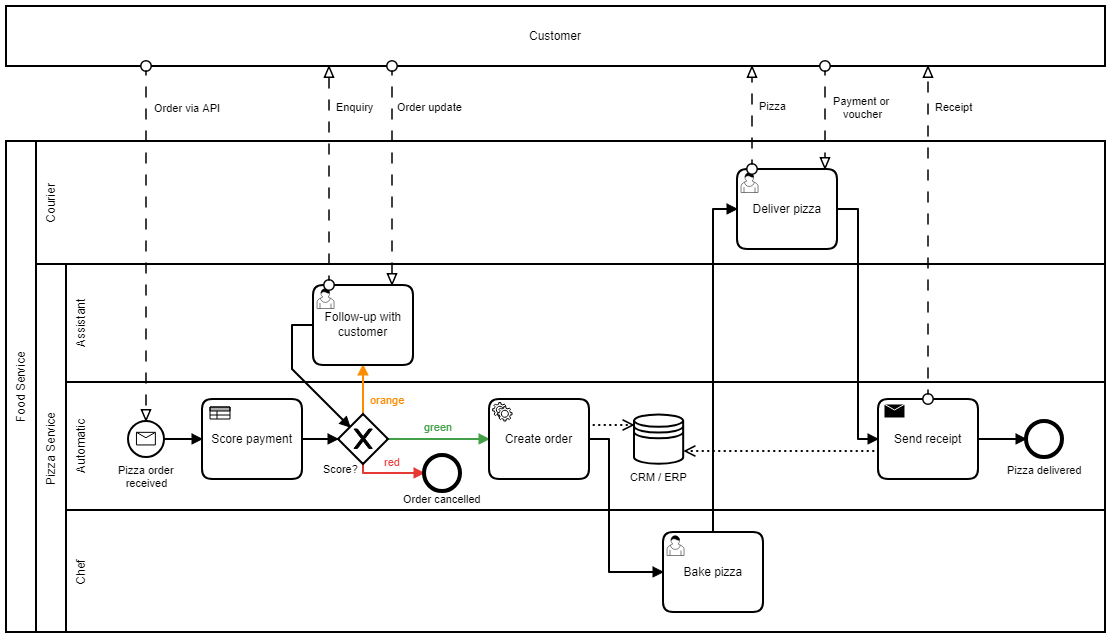 Customer
Order via API
Enquiry
Order update
Pizza
Payment or
voucher
Receipt
Food Service
Courier
Deliver pizza
Pizza Service
Assistant
Follow-up with
customer
Automatic
orange
Score payment
green
Create order
Send receipt
Score?
red
Pizza order
received
CRM / ERP
Pizza delivered
Order cancelled
Chef
Bake pizza